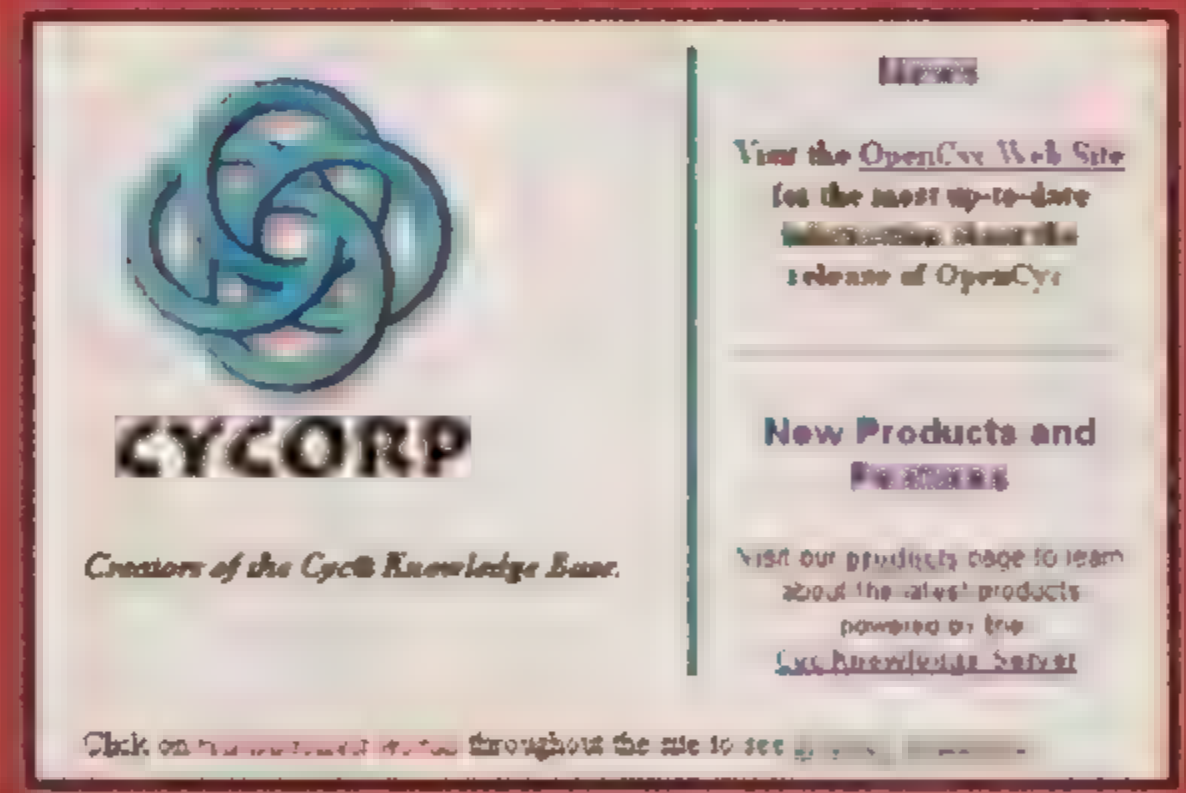 CYCORP
Creators of the Cyc® Knowledge Base.
News
Visit the OpenCyc Web Site
for the most up-to-date
release of OpenCyc
New Products and
Features
Visit our products page to learn
about the latest products
powered by the
Cyc Knowledge Server
Click on throughout the site to see